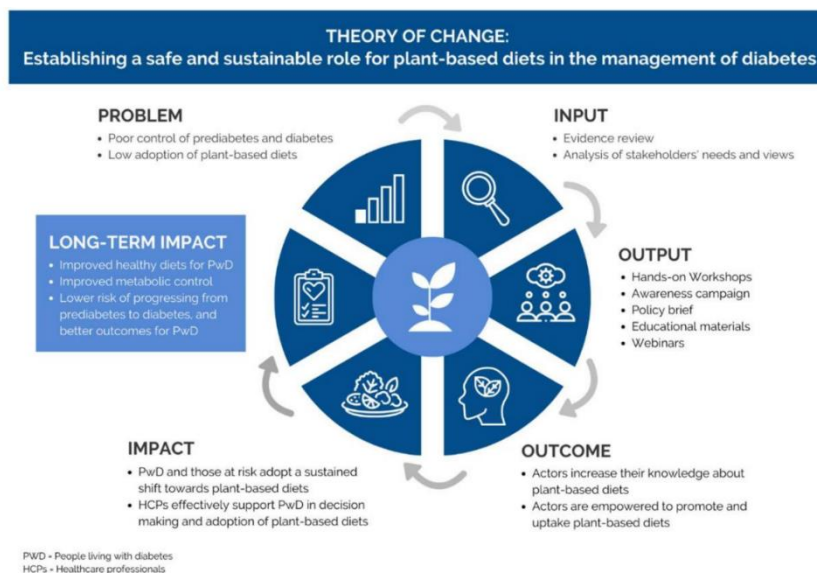 THEORY OF CHANGE:
Establishing a safe and sustainable role for plant-based diets in the management of diabetes
PROBLEM
• Poor control of prediabetes and diabetes
• Low adoption of plant-based diets
INPUT
• Evidence review
• Analysis of stakeholders' needs and views
OUTPUT
• Hands-on Workshops
• Awareness campaign
• Policy brief
• Educational materials
• Webinars
OUTCOME
• Actors increase their knowledge about
plant-based diets
• Actors are empowered to promote and
uptake plant-based diets
IMPACT
• PwD and those at risk adopt a sustained
shift towards plant-based diets
• HCPs effectively support PwD in decision
making and adoption of plant-based diets
LONG-TERM IMPACT
• Improved healthy diets for PwD
• Improved metabolic control
• Lower risk of progressing from
prediabetes to diabetes, and
better outcomes for PwD
PWD = People living with diabetes
HCPs = Healthcare professionals